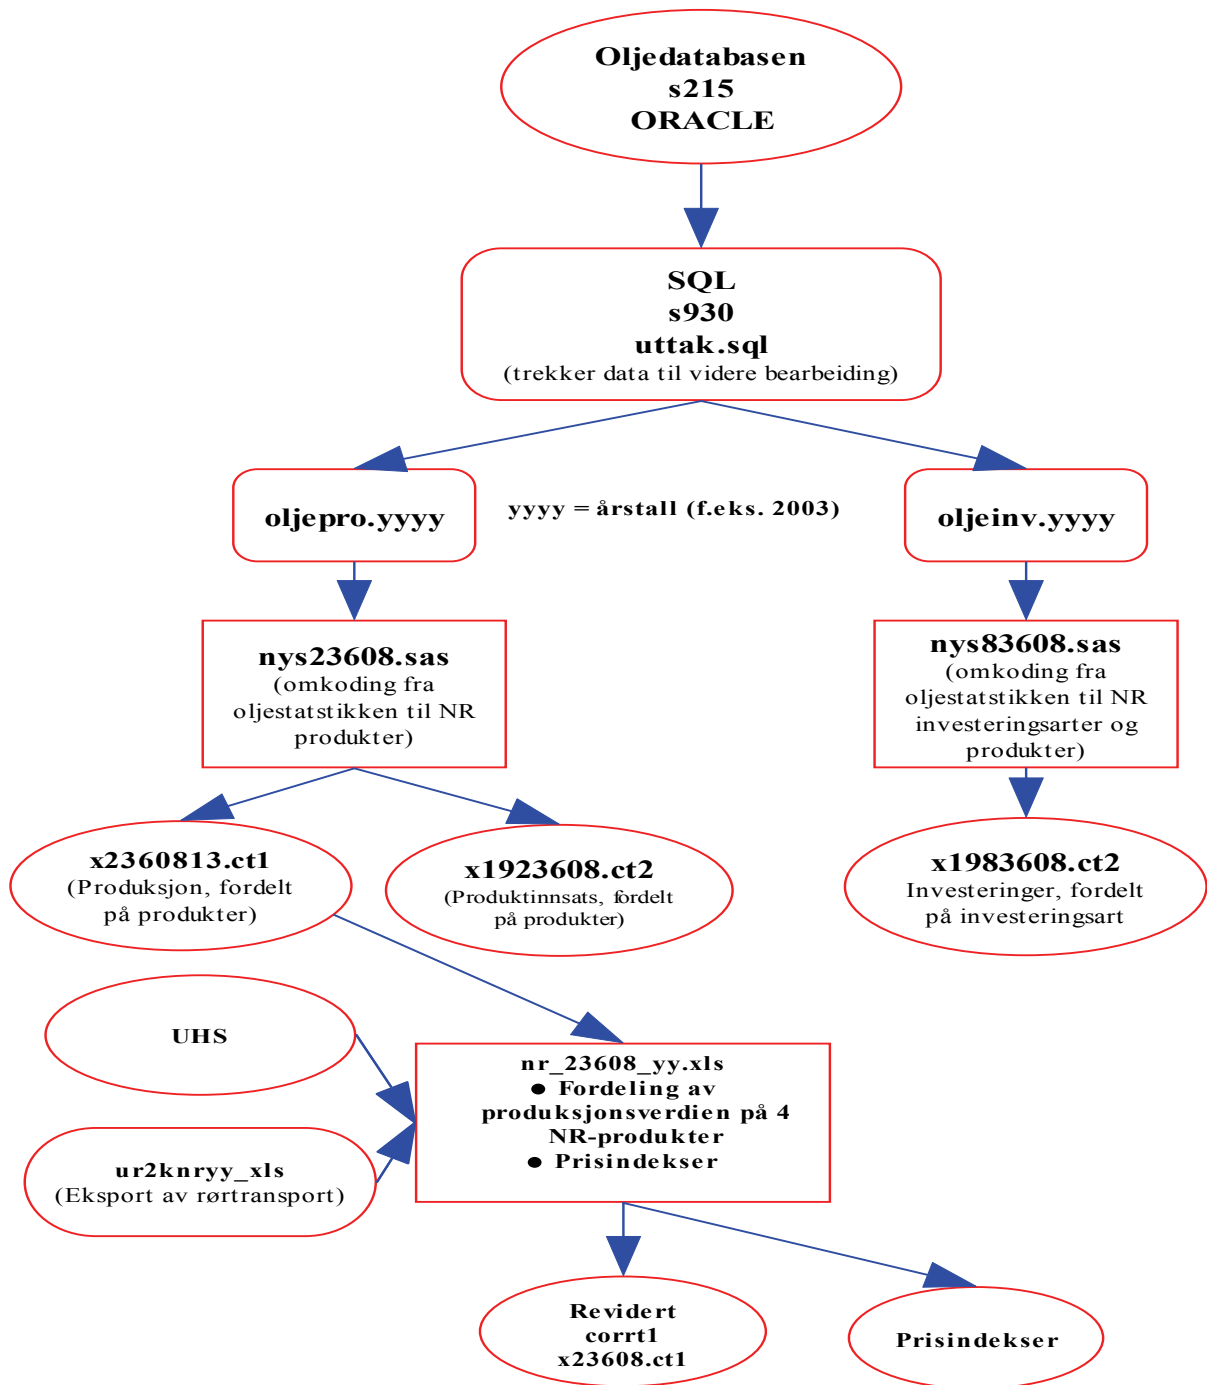 Oljedatabasen
s215
ORACLE
SQL
s930
uttak.sql
(trekker data til videre bearbeiding)
oljepro.yyyy
yyyy = årstall (f.eks. 2003)
oljeinv.yyyy
nys23608.sas
(omkoding fra
oljestatstikken til NR
produkter)
nys83608.sas
(omkoding fra
oljestatistikken til NR
investeringsarter og
produkter)
x2360813.ct1
(Produksjon, fordelt
på produkter)
x1923608.ct2
(Produktinnsats, fordelt
på produkter)
x1983608.ct2
Investeringer, fordelt
på investeringsart
UHS
nr_23608_yy.xls
● Fordeling av
produksjonsverdien på 4
NR-produkter
● Prisindekser
ur2knryy_xls
(Eksport av rørtransport)
Revidert
corrt1
x23608.ct1
Prisindekser